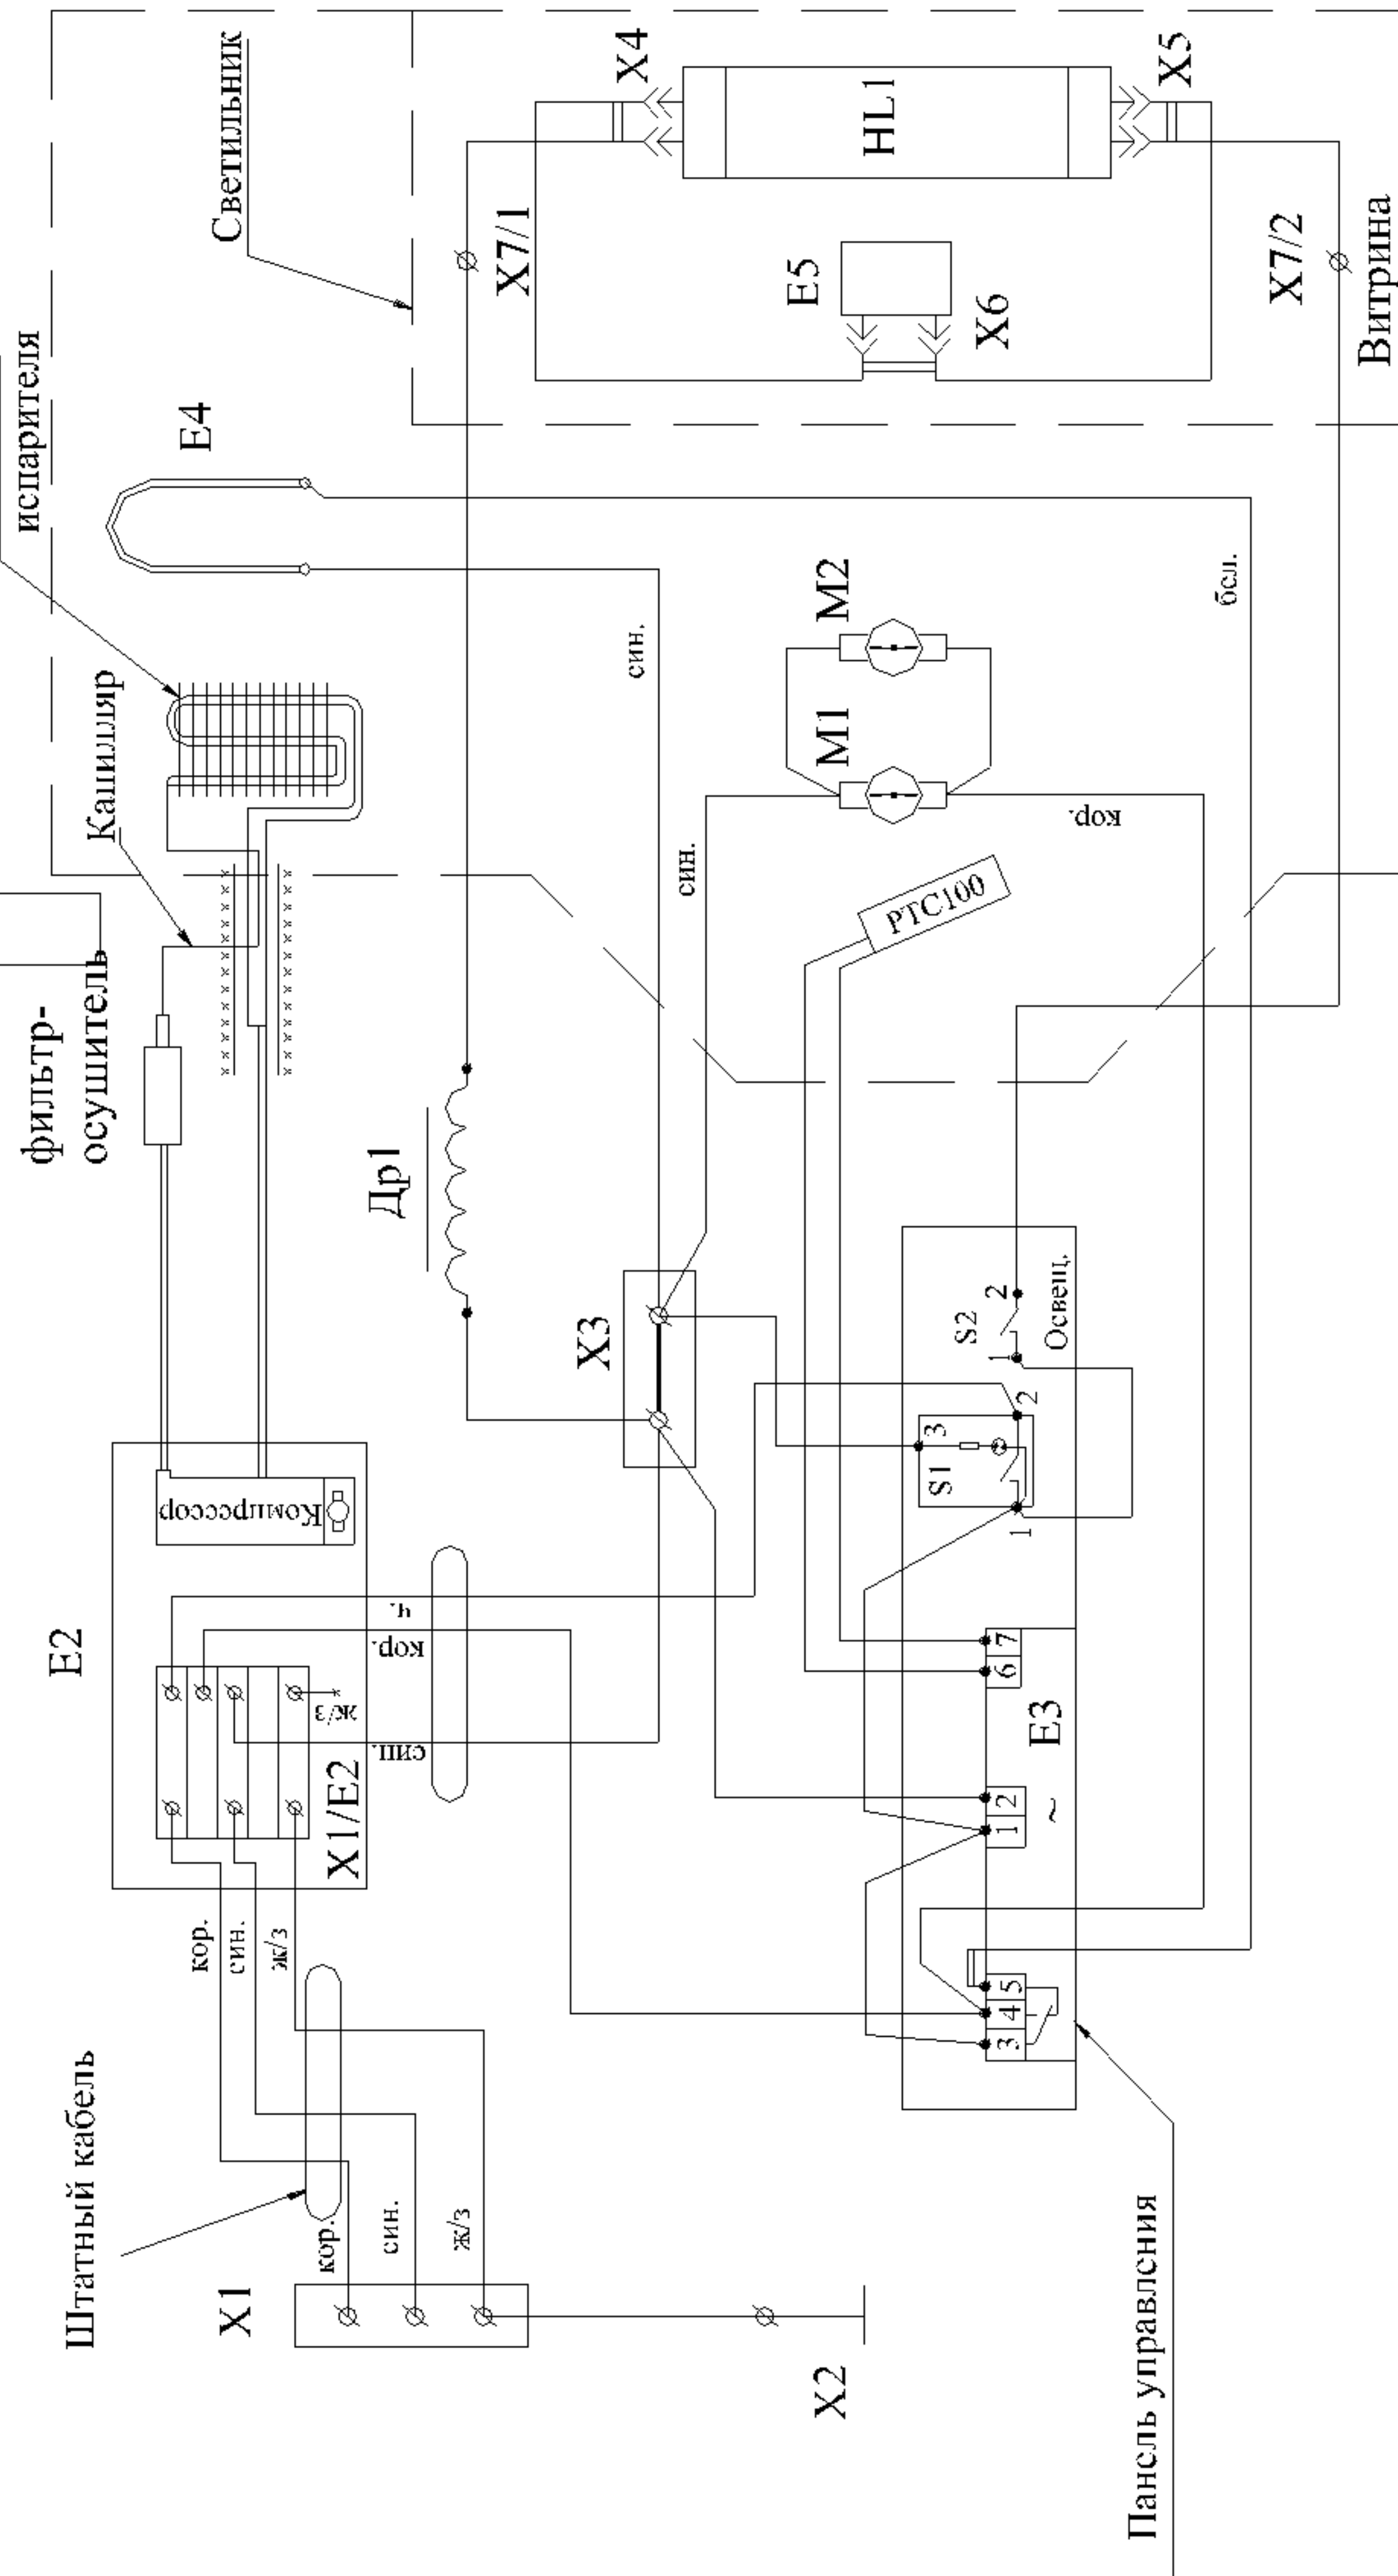 испарителя
фильтр-
осушитель
Капилляр
Светильник
Штатный кабель
E2
Компрессор
X1/E2
E4
X4
HL1
X5
X7/1
E5
X6
X7/2
Витрина
X1
кор.
син.
ж/з
кор.
син.
ж/з
ж/з
ч.
кор.
син.
X2
Др1
X3
син.
син.
M1
M2
кор.
бел.
PTC100
S1
3
2
1
S2
1
2
Освещ.
E3
~
3
4
5
1
2
6
7
Панель управления